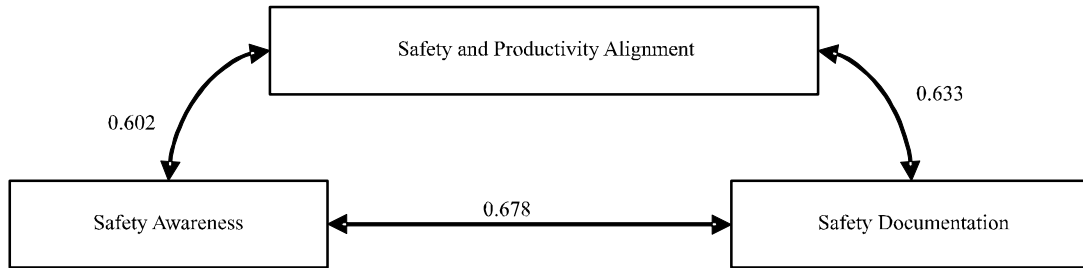 Safety and Productivity Alignment
0.602
0.633
Safety Awareness
0.678
Safety Documentation